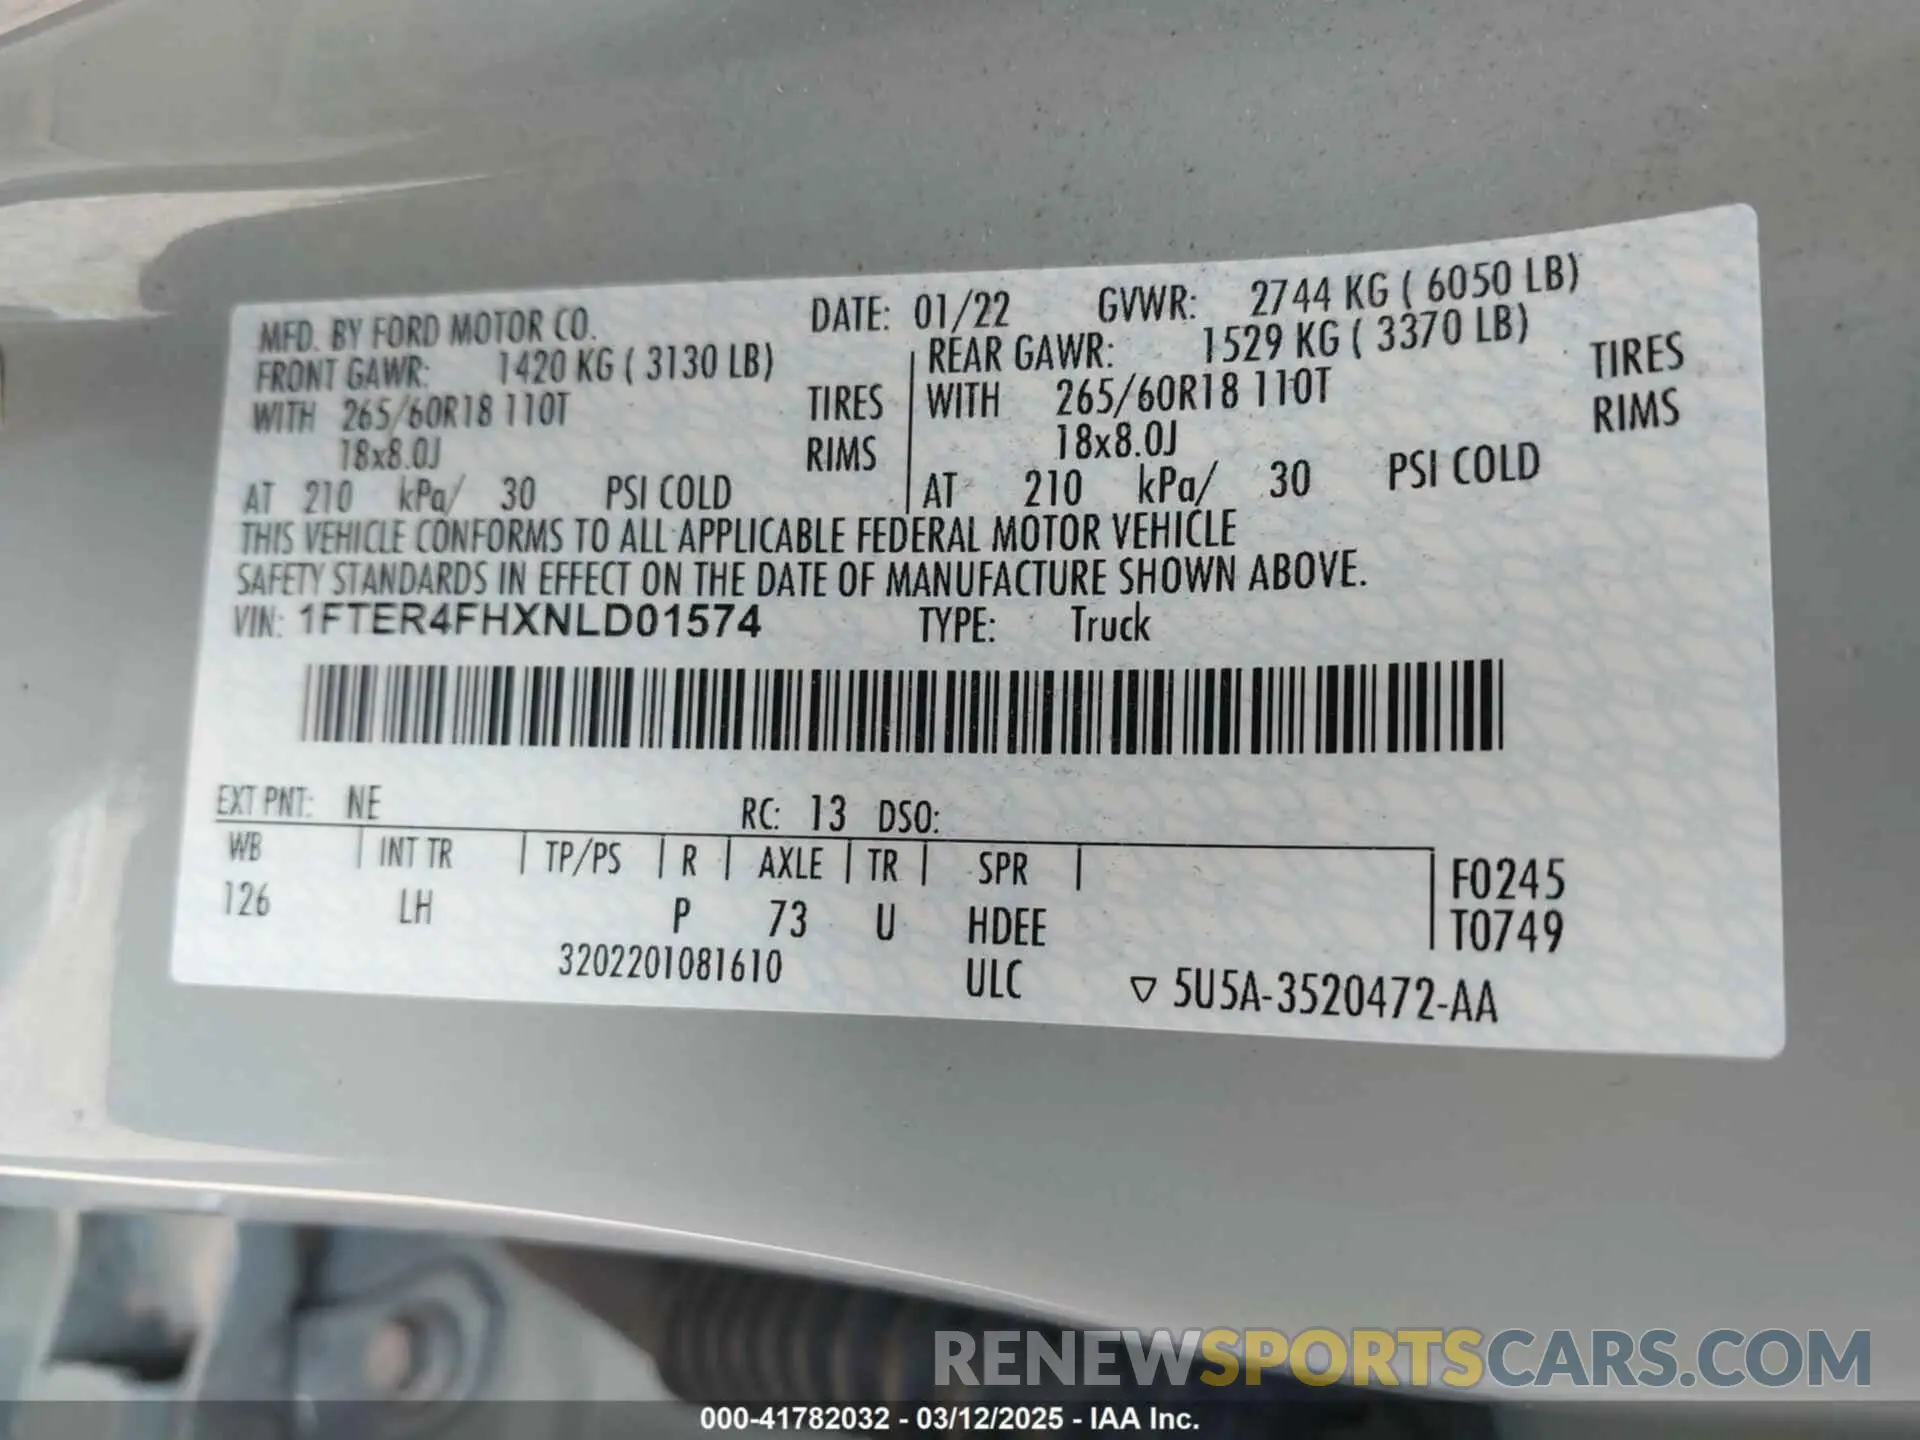 MFD. BY FORD MOTOR CO. DATE: 01/22 GVWR: 2744 KG ( 6050 LB)
FRONT GAWR: 1420 KG ( 3130 LB) REAR GAWR: 1529 KG ( 3370 LB)
WITH 265/60R18 110T TIRES WITH 265/60R18 110T TIRES
18x8.0J RIMS 18x8.0J RIMS
AT 210 kPa/ 30 PSI COLD AT 210 kPa/ 30 PSI COLD
THIS VEHICLE CONFORMS TO ALL APPLICABLE FEDERAL MOTOR VEHICLE
SAFETY STANDARDS IN EFFECT ON THE DATE OF MANUFACTURE SHOWN ABOVE.
VIN: 1FTER4FHXNLD01574 TYPE: Truck
EXT PNT: NE RC: 13 DSO:
WB INT TR TP/PS R AXLE TR SPR F0245
126 LH P 73 U HDEE T0749
3202201081610 ULC ▽ 5U5A-3520472-AA
RENEWSPORTSCARS.COM
000-41782032 - 03/12/2025 - IAA Inc.